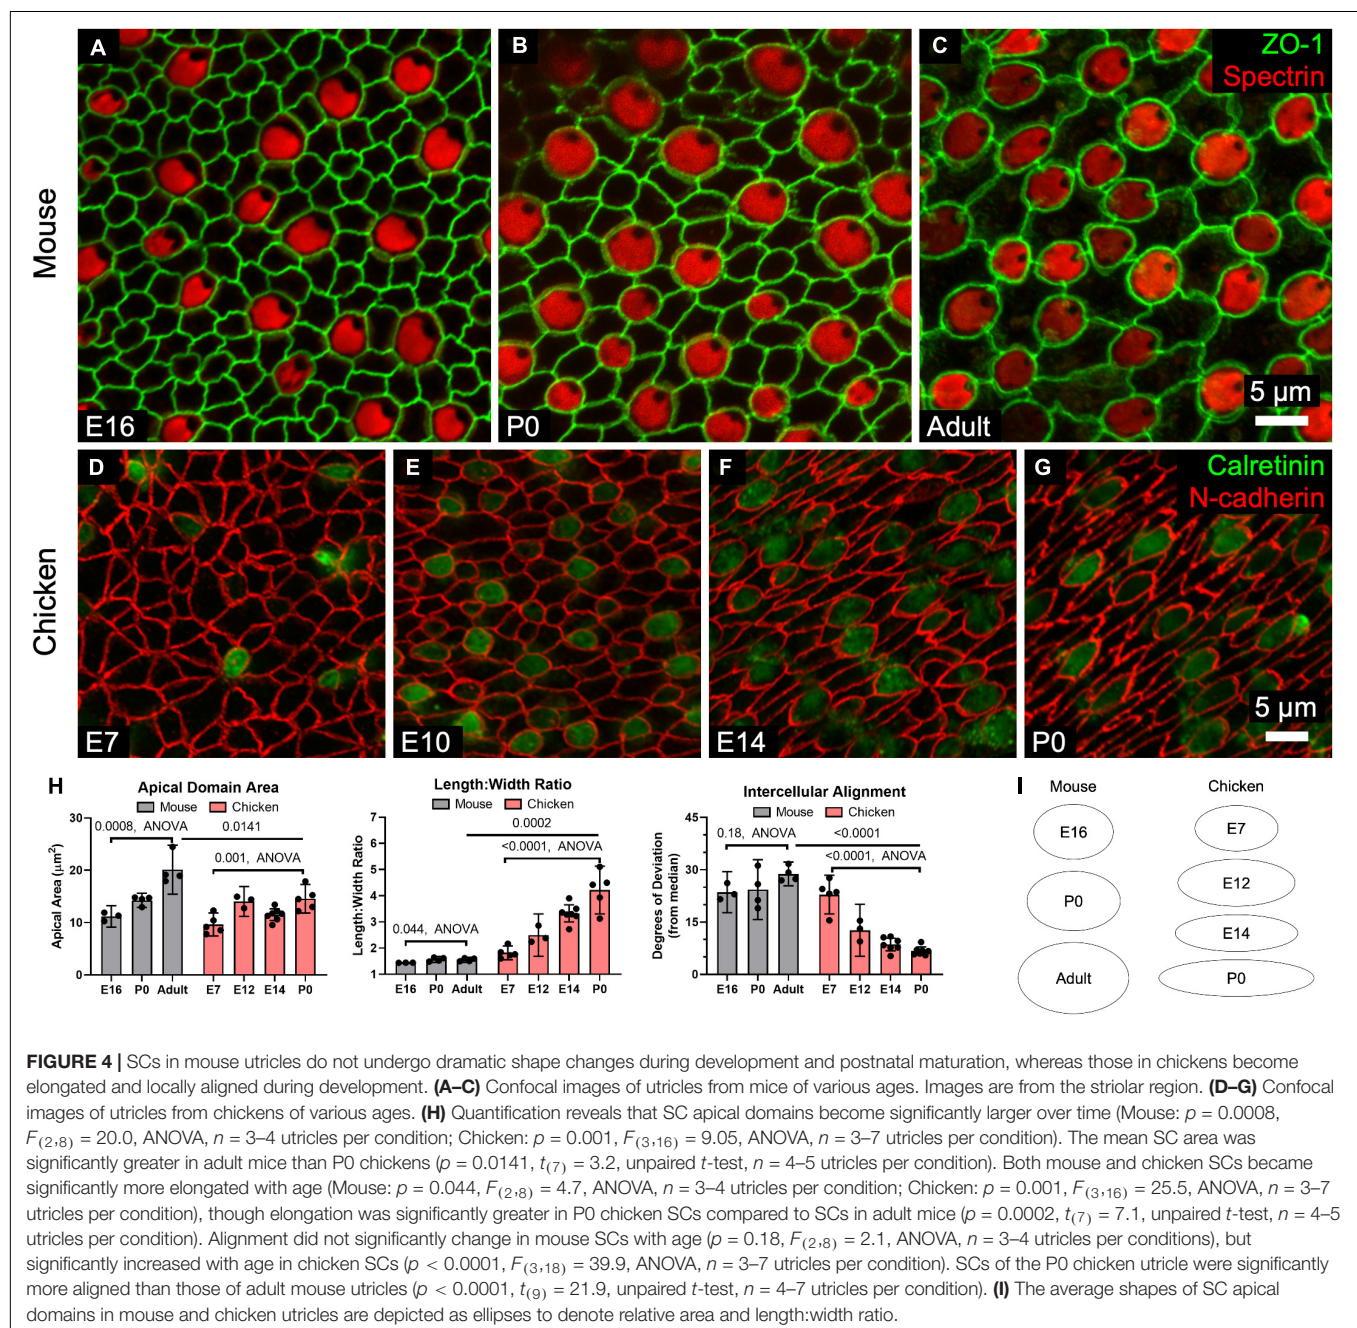 A
B
C
ZO-1
Spectrin
Mouse
E16
P0
Adult
5 µm
D
E
F
G
Calretinin
N-cadherin
Chicken
E7
E10
E14
P0
5 µm
H
Apical Domain Area
Mouse
Chicken
0.0008, ANOVA
0.0141
0.001, ANOVA
Apical Area (µm²)
30
20
10
0
E16 P0 Adult E7 E12 E14 P0
Length:Width Ratio
Mouse
Chicken
0.0002
<0.0001, ANOVA
0.044, ANOVA
Length:Width Ratio
7
6
5
4
3
2
1
E16 P0 Adult E7 E12 E14 P0
Intercellular Alignment
Mouse
Chicken
0.18, ANOVA
<0.0001
<0.0001, ANOVA
Degrees of Deviation
(from median)
45
30
15
0
E16 P0 Adult E7 E12 E14 P0
I
Mouse
Chicken
E16
E7
P0
E12
E14
Adult
P0
FIGURE 4 | SCs in mouse utricles do not undergo dramatic shape changes during development and postnatal maturation, whereas those in chickens become
elongated and locally aligned during development. (A–C) Confocal images of utricles from mice of various ages. Images are from the striolar region. (D–G) Confocal
images of utricles from chickens of various ages. (H) Quantification reveals that SC apical domains become significantly larger over time (Mouse: p = 0.0008,
F(2,8) = 20.0, ANOVA, n = 3–4 utricles per condition; Chicken: p = 0.001, F(3,16) = 9.05, ANOVA, n = 3–7 utricles per condition). The mean SC area was
significantly greater in adult mice than P0 chickens (p = 0.0141, t(7) = 3.2, unpaired t-test, n = 4–5 utricles per condition). Both mouse and chicken SCs became
significantly more elongated with age (Mouse: p = 0.044, F(2,8) = 4.7, ANOVA, n = 3–4 utricles per condition; Chicken: p = 0.001, F(3,16) = 25.5, ANOVA, n = 3–7
utricles per condition), though elongation was significantly greater in P0 chicken SCs compared to SCs in adult mice (p = 0.0002, t(7) = 7.1, unpaired t-test, n = 4–5
utricles per condition). Alignment did not significantly change in mouse SCs with age (p = 0.18, F(2,8) = 2.1, ANOVA, n = 3–4 utricles per conditions), but
significantly increased with age in chicken SCs (p < 0.0001, F(3,18) = 39.9, ANOVA, n = 3–7 utricles per condition). SCs of the P0 chicken utricle were significantly
more aligned than those of adult mouse utricles (p < 0.0001, t(9) = 21.9, unpaired t-test, n = 4–7 utricles per condition). (I) The average shapes of SC apical
domains in mouse and chicken utricles are depicted as ellipses to denote relative area and length:width ratio.